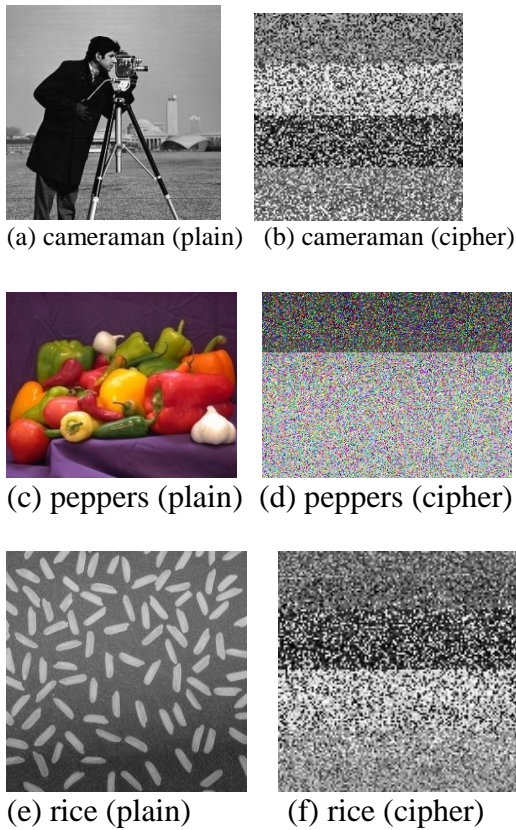 (a) cameraman (plain) (b) cameraman (cipher)
(c) peppers (plain) (d) peppers (cipher)
(e) rice (plain) (f) rice (cipher)